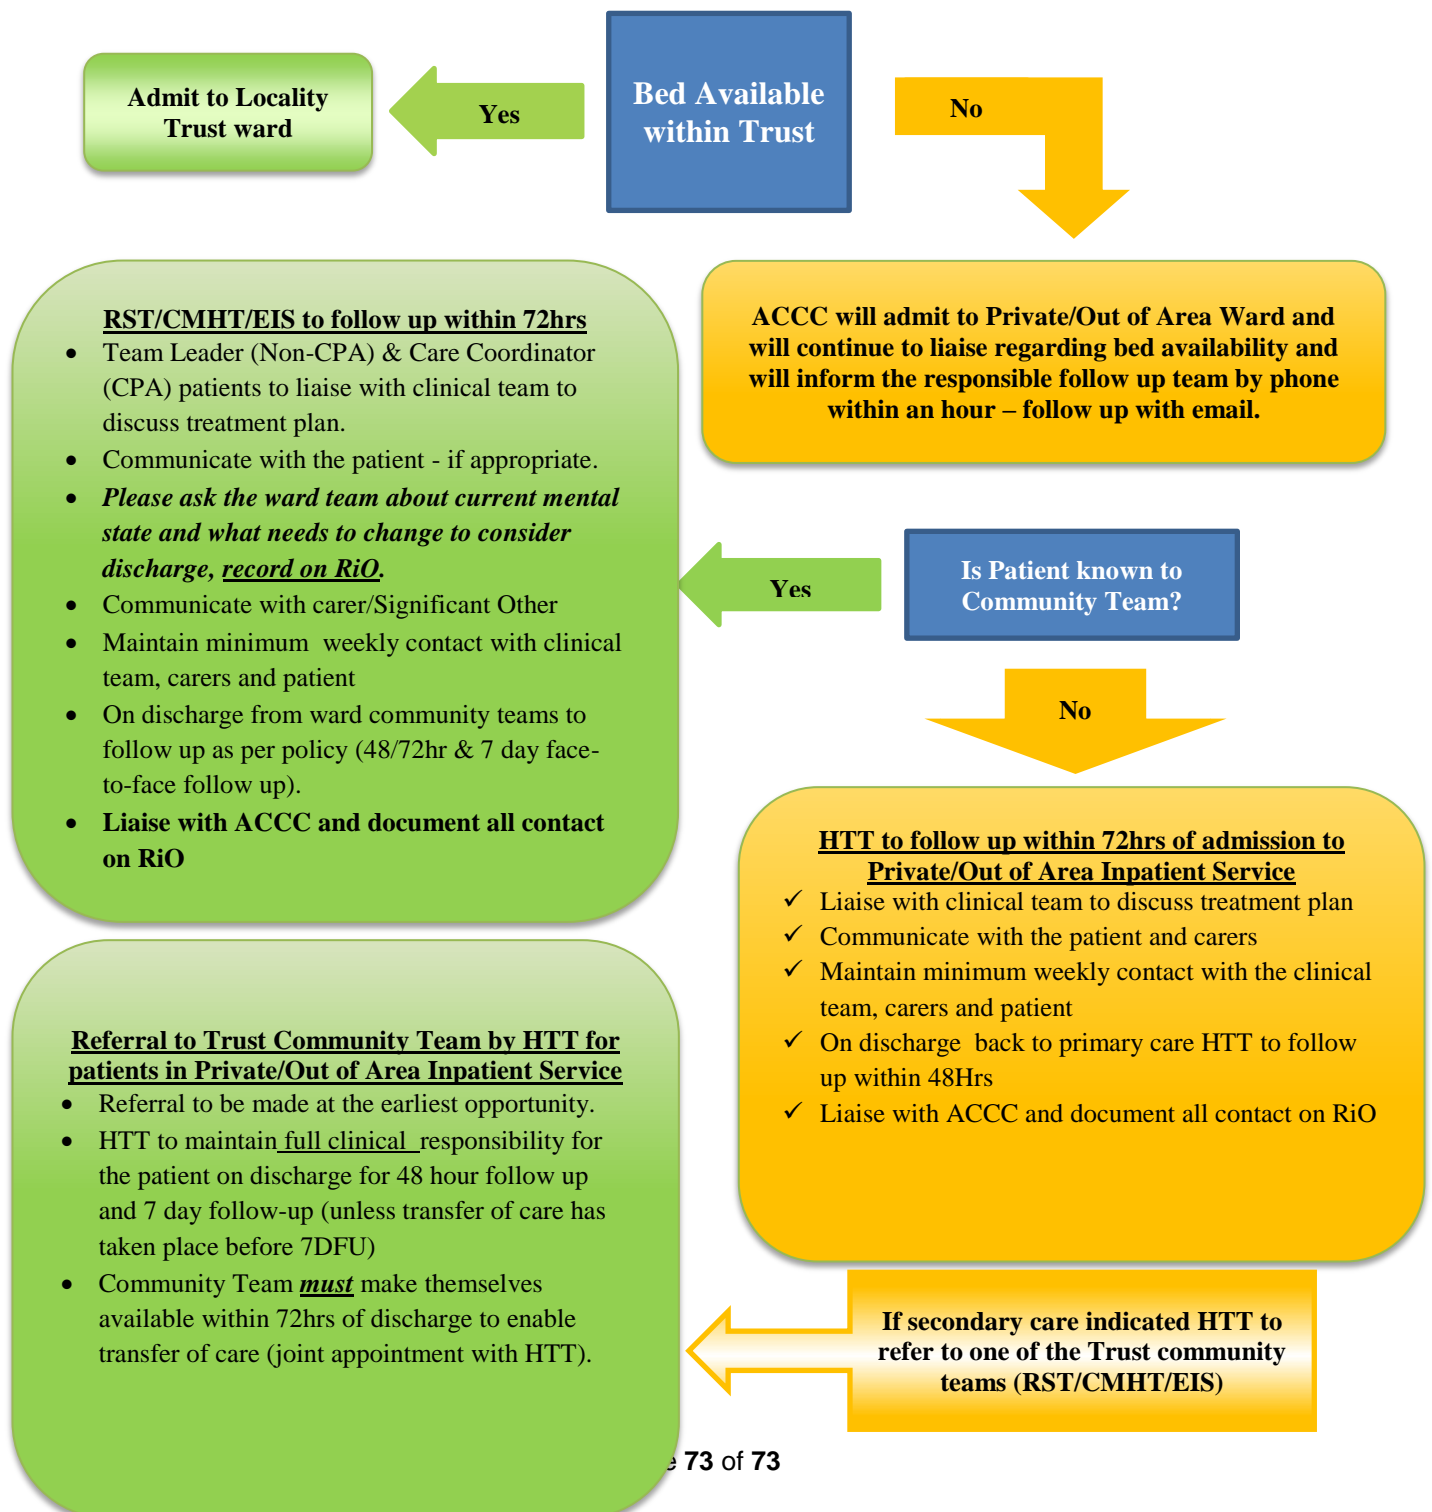 Bed Available
within Trust
Yes
Admit to Locality
Trust ward
No
ACCC will admit to Private/Out of Area Ward and
will continue to liaise regarding bed availability and
will inform the responsible follow up team by phone
within an hour – follow up with email.
Is Patient known to
Community Team?
Yes
RST/CMHT/EIS to follow up within 72hrs
• Team Leader (Non-CPA) & Care Coordinator
(CPA) patients to liaise with clinical team to
discuss treatment plan.
• Communicate with the patient - if appropriate.
• Please ask the ward team about current mental
state and what needs to change to consider
discharge, record on RiO.
• Communicate with carer/Significant Other
• Maintain minimum weekly contact with clinical
team, carers and patient
• On discharge from ward community teams to
follow up as per policy (48/72hr & 7 day face-
to-face follow up).
• Liaise with ACCC and document all contact
on RiO
No
HTT to follow up within 72hrs of admission to
Private/Out of Area Inpatient Service
✓ Liaise with clinical team to discuss treatment plan
✓ Communicate with the patient and carers
✓ Maintain minimum weekly contact with the clinical
team, carers and patient
✓ On discharge back to primary care HTT to follow
up within 48Hrs
✓ Liaise with ACCC and document all contact on RiO
If secondary care indicated HTT to
refer to one of the Trust community
teams (RST/CMHT/EIS)
Referral to Trust Community Team by HTT for
patients in Private/Out of Area Inpatient Service
• Referral to be made at the earliest opportunity.
• HTT to maintain full clinical responsibility for
the patient on discharge for 48 hour follow up
and 7 day follow-up (unless transfer of care has
taken place before 7DFU)
• Community Team must make themselves
available within 72hrs of discharge to enable
transfer of care (joint appointment with HTT).
73 of 73